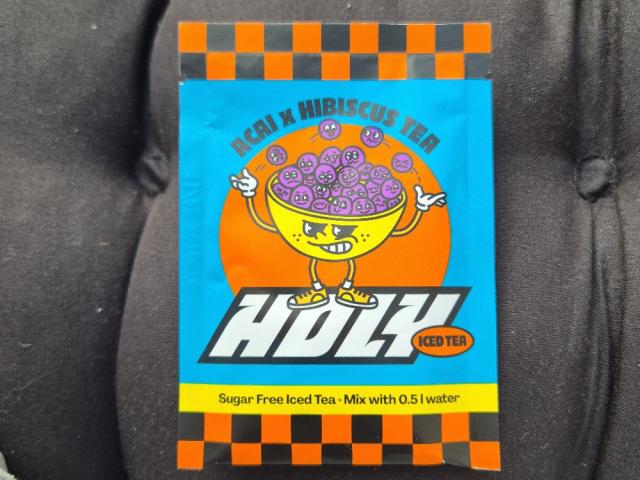 ACAI X HIBISCUS TEA
HOLY
ICED TEA
Sugar Free Iced Tea · Mix with 0.5 l water